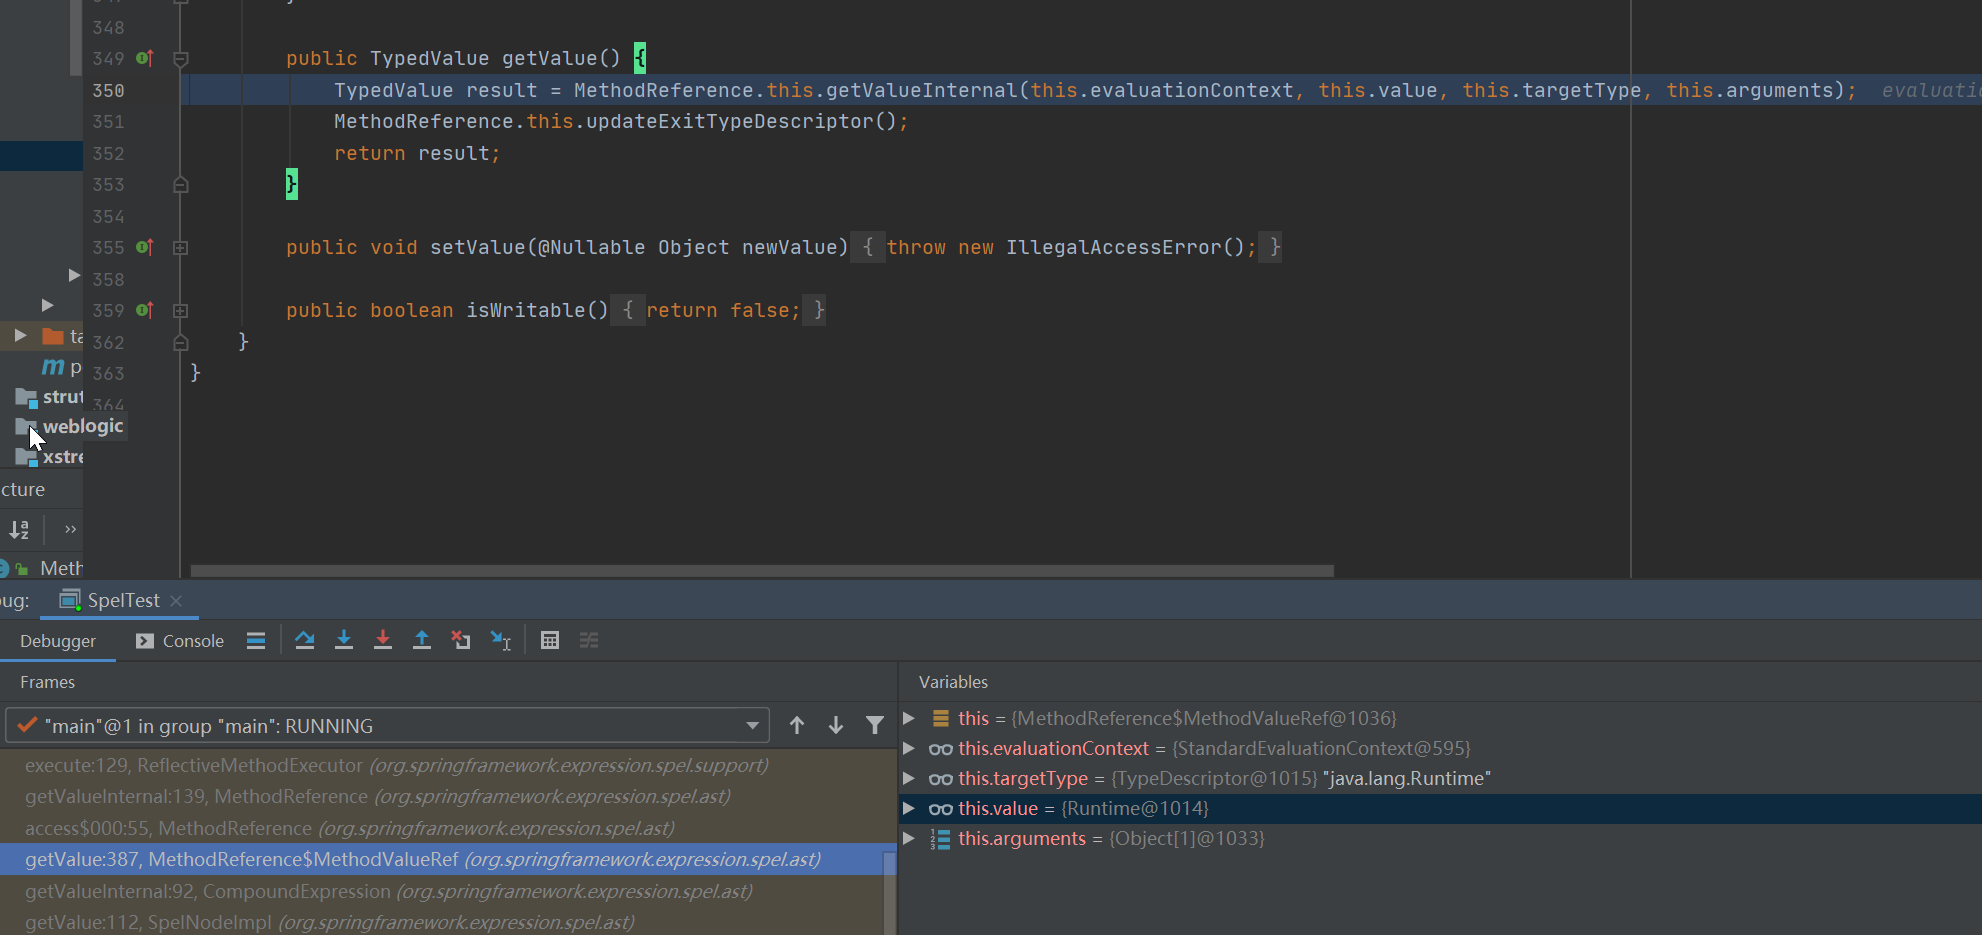 348
349 public TypedValue getValue() {
350 TypedValue result = MethodReference.this.getValueInternal(this.evaluationContext, this.value, this.targetType, this.arguments);
351 MethodReference.this.updateExitTypeDescriptor();
352 return result;
353 }
354
355 public void setValue(@Nullable Object newValue) { throw new IllegalAccessError(); }
358
359 public boolean isWritable() { return false; }
362 }
363 }
364
weblogic
Debugger
Console
SpelTest
Frames
"main"@1 in group "main": RUNNING
execute:129, ReflectiveMethodExecutor (org.springframework.expression.spel.support)
getValueInternal:139, MethodReference (org.springframework.expression.spel.ast)
access$000:55, MethodReference (org.springframework.expression.spel.ast)
getValue:387, MethodReference$MethodValueRef (org.springframework.expression.spel.ast)
getValueInternal:92, CompoundExpression (org.springframework.expression.spel.ast)
getValue:112, SpelNodeImpl (org.springframework.expression.spel.ast)
Variables
this = {MethodReference$MethodValueRef@1036}
this.evaluationContext = {StandardEvaluationContext@595}
this.targetType = {TypeDescriptor@1015} "java.lang.Runtime"
this.value = {Runtime@1014}
this.arguments = {Object[1]@1033}